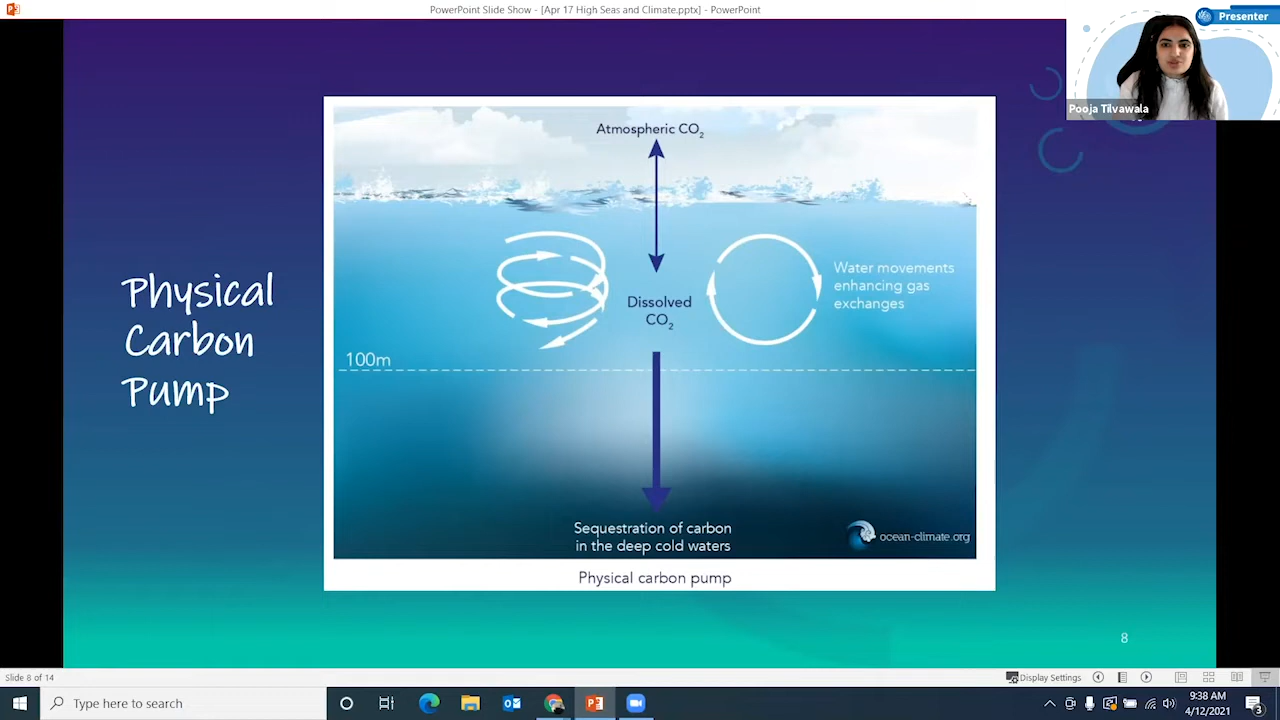 PowerPoint Slide Show - [Apr 17 High Seas and Climate.pptx] - PowerPoint
Presenter
Pooja Tilvawala
Atmospheric CO₂
Water movements
enhancing gas
exchanges
Dissolved
CO₂
Physical
Carbon
Pump
100m
Sequestration of carbon
in the deep cold waters
ocean-climate.org
Physical carbon pump
8
Slide 8 of 14
Display Settings
Type here to search
9:38 AM
4/12/2021
3